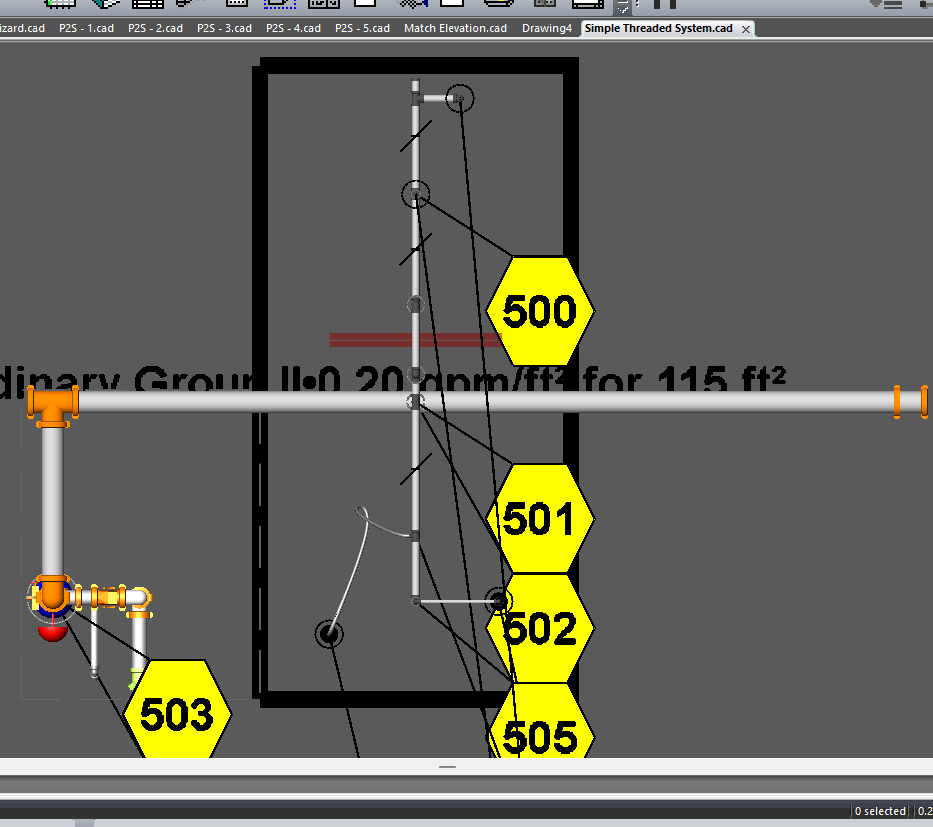 izard.cad P2S - 1.cad P2S - 2.cad P2S - 3.cad P2S - 4.cad P2S - 5.cad Match Elevation.cad Drawing4 Simple Threaded System.cad
500
dinary Group II•0.20 gpm/ft² for 115 ft²
501
502
503
505
0 selected 0.2